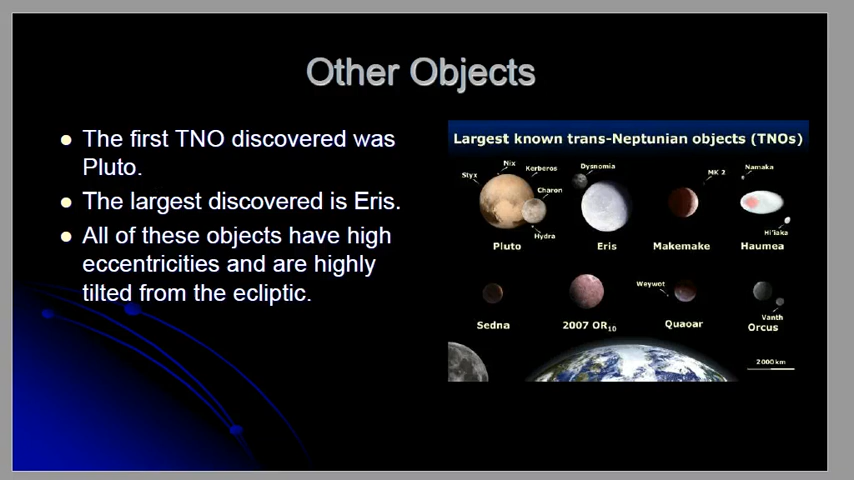 Other Objects
The first TNO discovered was
Pluto.
The largest discovered is Eris.
All of these objects have high
eccentricities and are highly
tilted from the ecliptic.
Largest known trans-Neptunian objects (TNOs)
Styx
Nix
Kerberos
Charon
Hydra
Pluto
Dysnomia
Eris
MK 2
Makemake
Namaka
Hi'iaka
Haumea
Sedna
2007 OR10
Weywot
Quaoar
Vanth
Orcus
2000 km